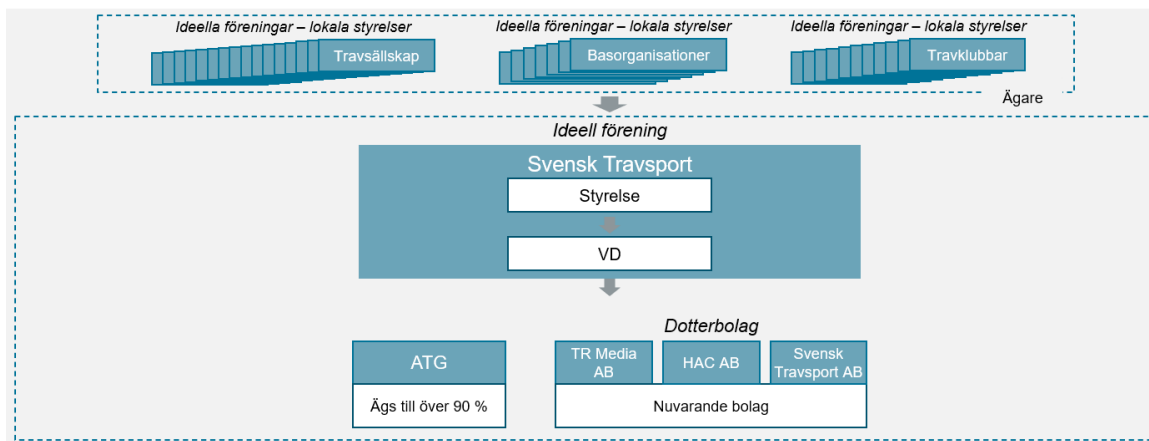 Ideella föreningar – lokala styrelser
Ideella föreningar – lokala styrelser
Ideella föreningar – lokala styrelser
Travsällskap
Basorganisationer
Travklubbar
Ägare
Ideell förening
Svensk Travsport
Styrelse
VD
Dotterbolag
ATG
TR Media
AB
HAC AB
Svensk
Travsport AB
Ägs till över 90 %
Nuvarande bolag